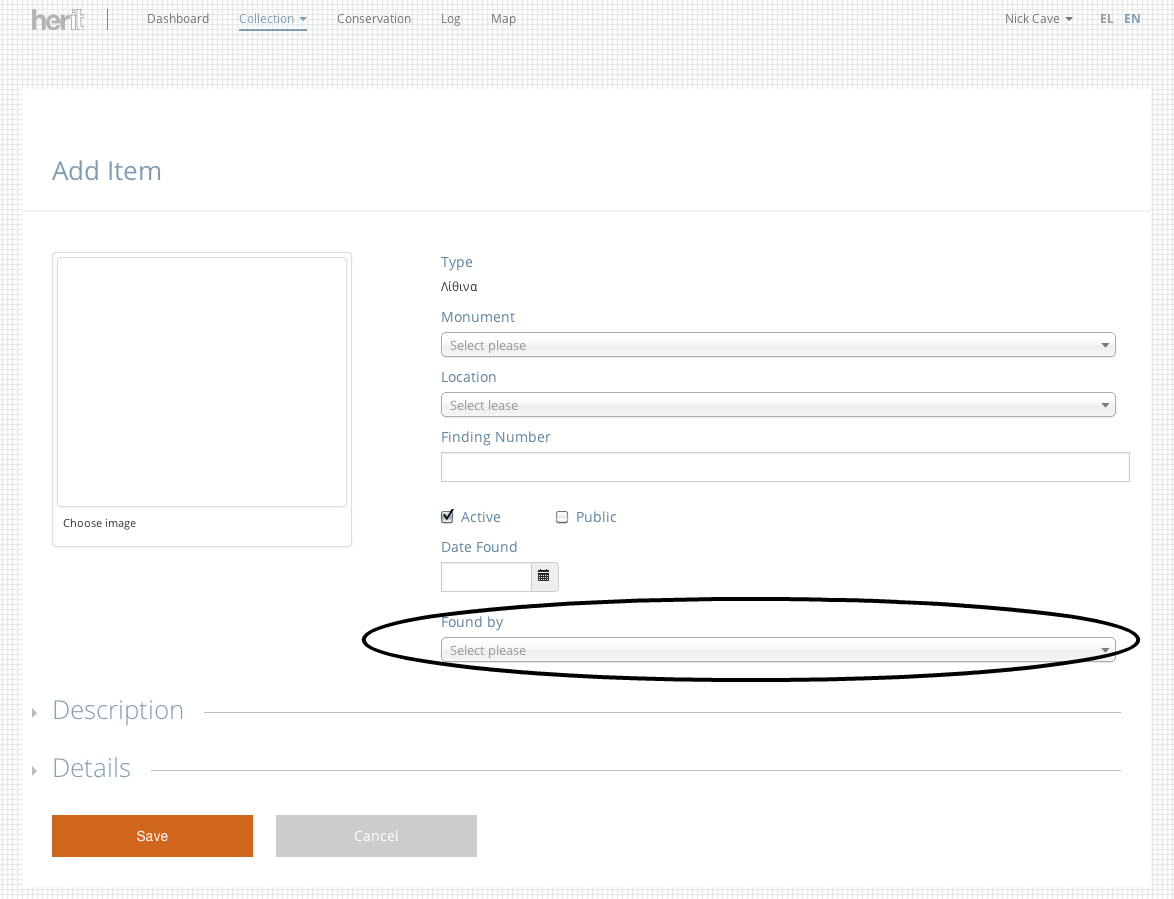 herit Dashboard Collection Conservation Log Map Nick Cave EL EN
Add Item
Type
Λίθινα
Monument
Select please
Location
Select lease
Finding Number
Choose image
Active Public
Date Found
Found by
Select please
Description
Details
Save Cancel